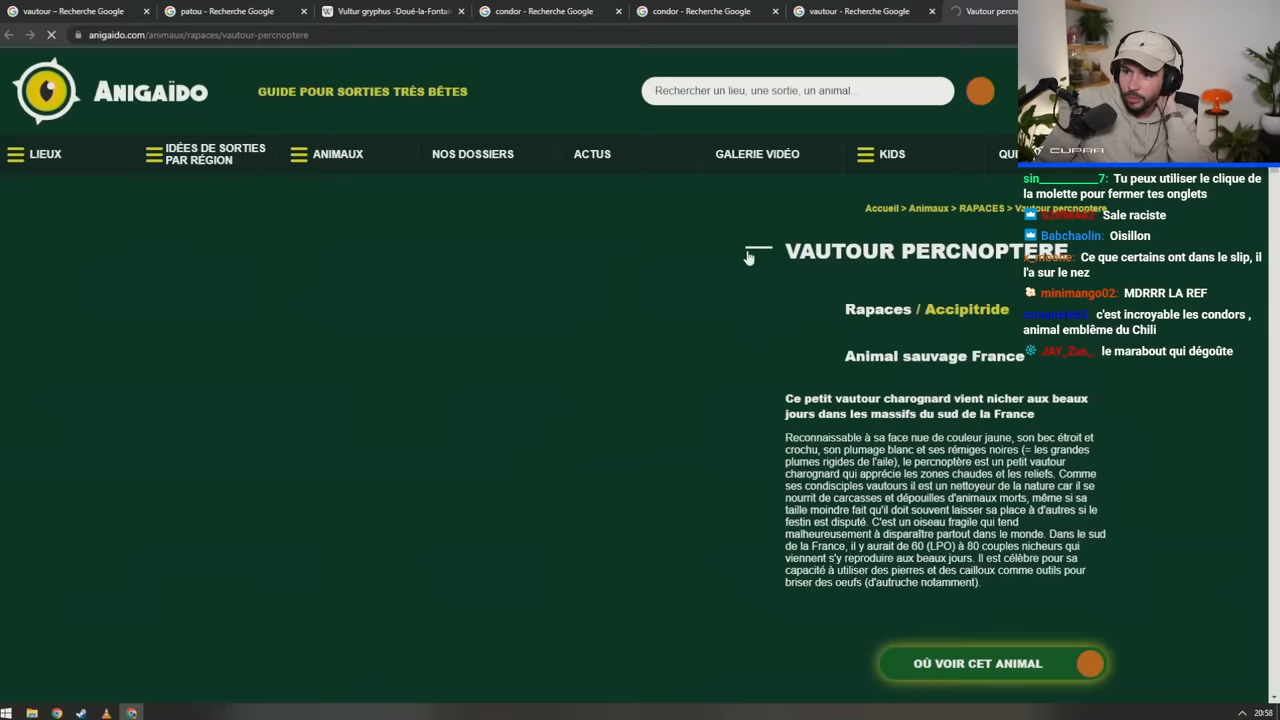 vautour – Recherche Google
patou - Recherche Google
Vultur gryphus -Doué-la-Fontain
condor – Recherche Google
condor – Recherche Google
vautour – Recherche Google
Vautour perc
anigaido.com/animaux/rapaces/vautour-percnoptere
ANIGAÏDO
GUIDE POUR SORTIES TRÈS BÊTES
Rechercher un lieu, une sortie, un animal...
LIEUX
IDÉES DE SORTIES
PAR RÉGION
ANIMAUX
NOS DOSSIERS
ACTUS
GALERIE VIDÉO
KIDS
QUI
Accueil > Animaux > RAPACES > Vautour percnoptere
VAUTOUR PERCNOPTERE
Rapaces / Accipitride
Animal sauvage France
Ce petit vautour charognard vient nicher aux beaux
jours dans les massifs du sud de la France
Reconnaissable à sa face nue de couleur jaune, son bec étroit et
crochu, son plumage blanc et ses rémiges noires (= les grandes
plumes rigides de l'aile), le percnoptère est un petit vautour
charognard qui apprécie les zones chaudes et les reliefs. Comme
ses condisciples vautours il est un nettoyeur de la nature car il se
nourrit de carcasses et dépouilles d'animaux morts, même si sa
taille moindre fait qu'il doit souvent laisser sa place à d'autres si le
festin est disputé. C'est un oiseau fragile qui tend
malheureusement à disparaître partout dans le monde. Dans le sud
de la France, il y aurait de 60 (LPO) à 80 couples nicheurs qui
viennent s'y reproduire aux beaux jours. Il est célèbre pour sa
capacité à utiliser des pierres et des cailloux comme outils pour
briser des oeufs (d'autruche notamment).
OÙ VOIR CET ANIMAL
CUPRA
sin__________7: Tu peux utiliser le clique de
la molette pour fermer tes onglets
Sale raciste
Babchaolin: Oisillon
Ce que certains ont dans le slip, il
l'a sur le nez
minimango02: MDRRR LA REF
c'est incroyable les condors ,
animal emblême du Chili
JAY_Zus_: le marabout qui dégoûte
20:58